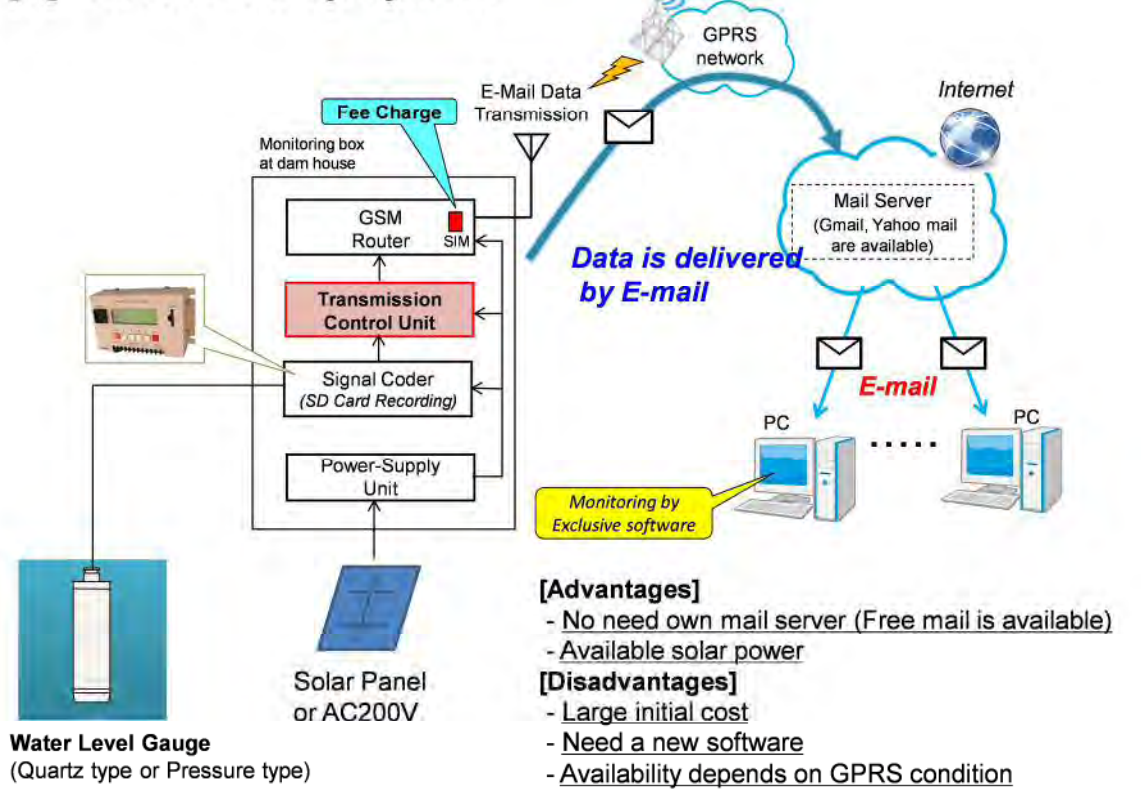 GPRS
network
Internet
E-Mail Data
Transmission
Fee Charge
Monitoring box
at dam house
Mail Server
(Gmail, Yahoo mail
are available)
GSM
Router
SIM
Data is delivered
by E-mail
Transmission
Control Unit
Signal Coder
(SD Card Recording)
E-mail
PC
PC
Power-Supply
Unit
Monitoring by
Exclusive software
Solar Panel
or AC200V
Water Level Gauge
(Quartz type or Pressure type)
[Advantages]
- No need own mail server (Free mail is available)
- Available solar power
[Disadvantages]
- Large initial cost
- Need a new software
- Availability depends on GPRS condition